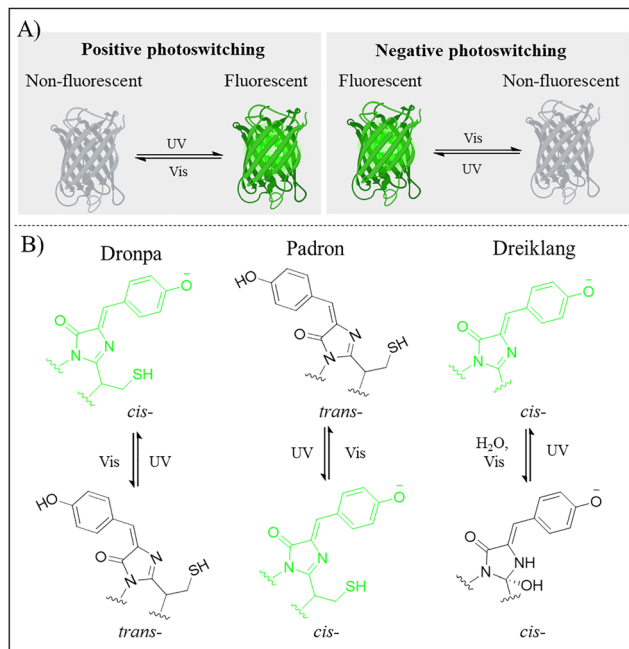 A)
Positive photoswitching
Negative photoswitching
Non-fluorescent
Fluorescent
Fluorescent
Non-fluorescent
UV
Vis
Vis
UV
B)
Dronpa
Padron
Dreiklang
O−
O
N
N
SH
cis-
HO
O
N
N
SH
trans-
O−
O
N
N
cis-
Vis
UV
UV
Vis
H2O,
Vis
UV
HO
O
N
N
SH
trans-
O−
O
N
N
SH
cis-
O−
O
N
NH
OH
cis-